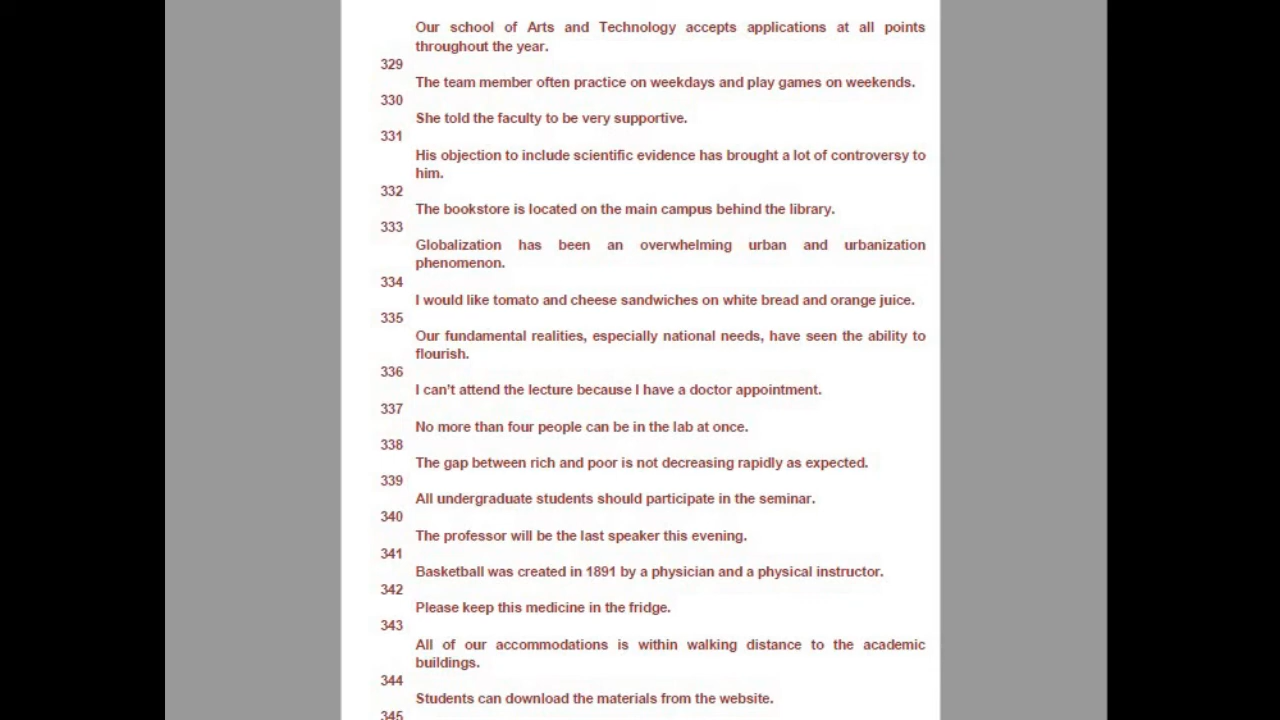 Our school of Arts and Technology accepts applications at all points
throughout the year.
329
The team member often practice on weekdays and play games on weekends.
330
She told the faculty to be very supportive.
331
His objection to include scientific evidence has brought a lot of controversy to
him.
332
The bookstore is located on the main campus behind the library.
333
Globalization has been an overwhelming urban and urbanization
phenomenon.
334
I would like tomato and cheese sandwiches on white bread and orange juice.
335
Our fundamental realities, especially national needs, have seen the ability to
flourish.
336
I can't attend the lecture because I have a doctor appointment.
337
No more than four people can be in the lab at once.
338
The gap between rich and poor is not decreasing rapidly as expected.
339
All undergraduate students should participate in the seminar.
340
The professor will be the last speaker this evening.
341
Basketball was created in 1891 by a physician and a physical instructor.
342
Please keep this medicine in the fridge.
343
All of our accommodations is within walking distance to the academic
buildings.
344
Students can download the materials from the website.
345